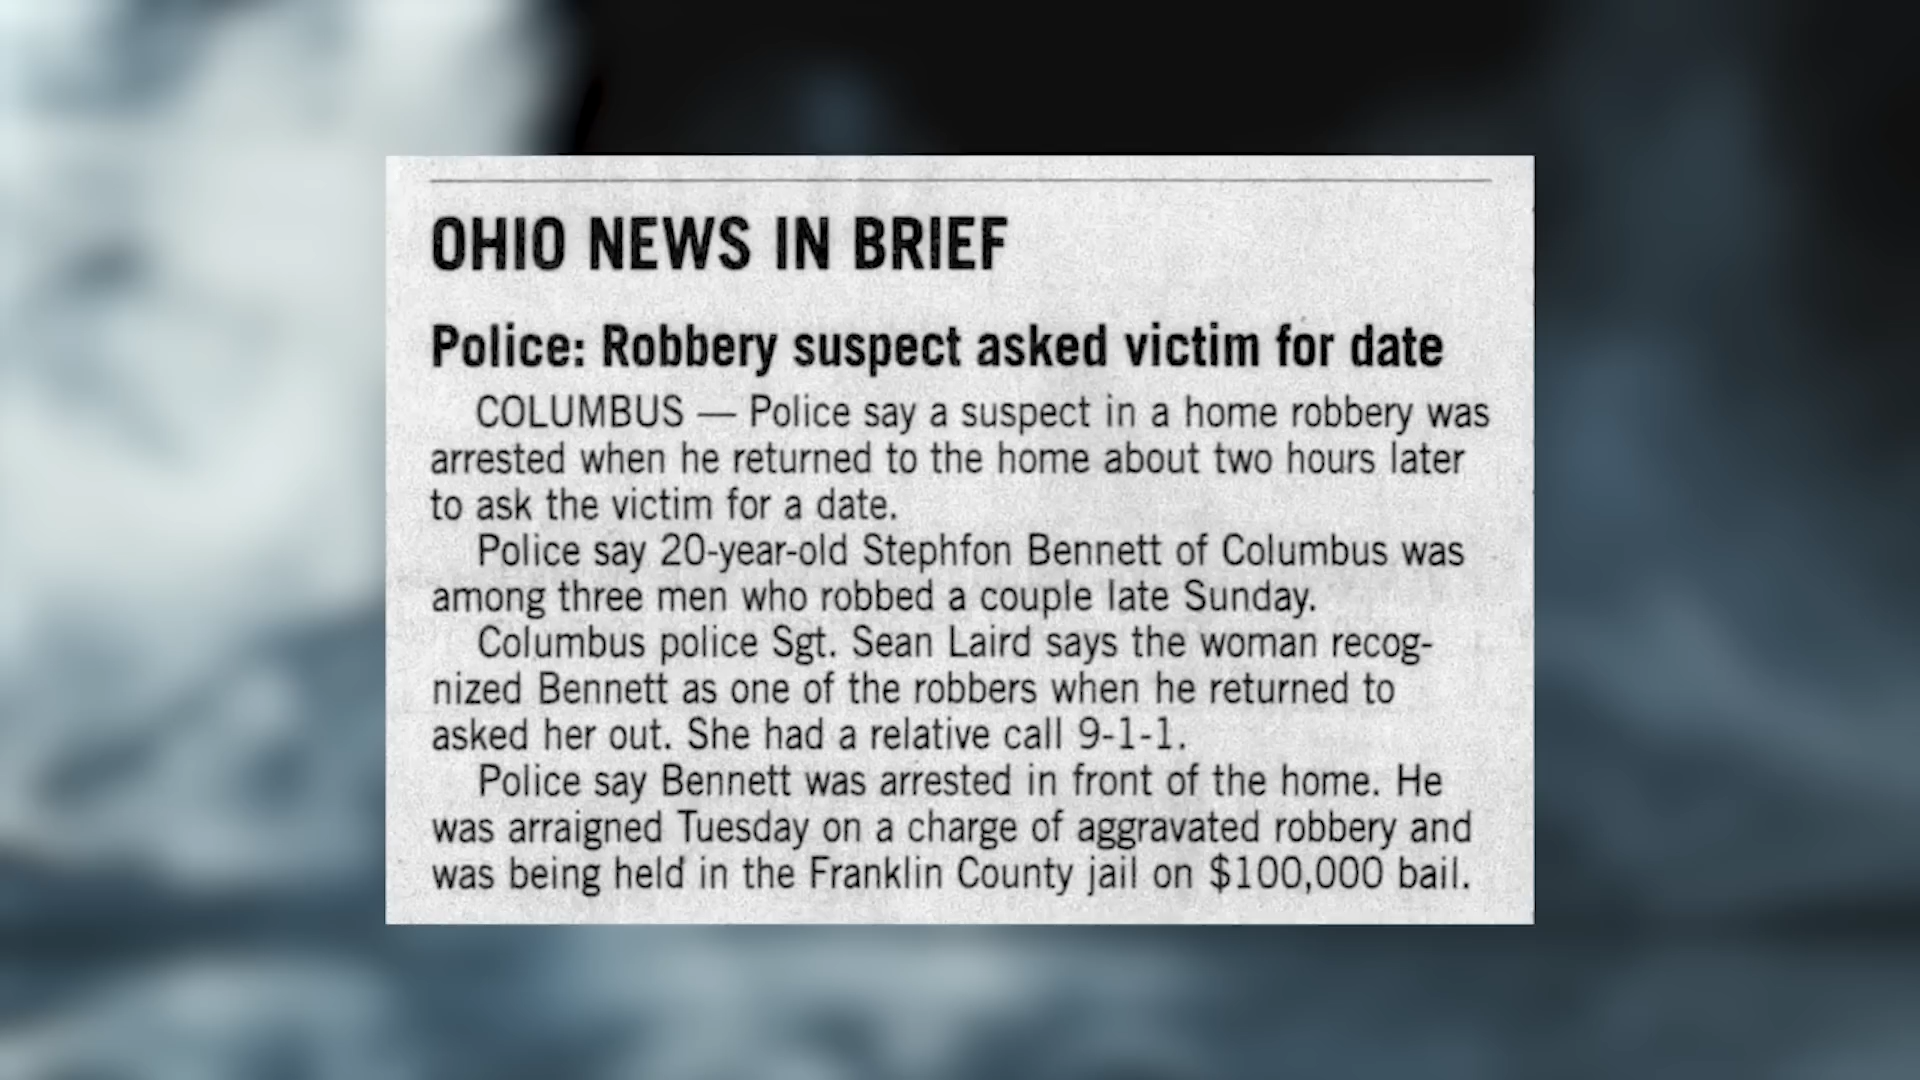 OHIO NEWS IN BRIEF
Police: Robbery suspect asked victim for date
COLUMBUS — Police say a suspect in a home robbery was
arrested when he returned to the home about two hours later
to ask the victim for a date.
Police say 20-year-old Stephfon Bennett of Columbus was
among three men who robbed a couple late Sunday.
Columbus police Sgt. Sean Laird says the woman recog-
nized Bennett as one of the robbers when he returned to
asked her out. She had a relative call 9-1-1.
Police say Bennett was arrested in front of the home. He
was arraigned Tuesday on a charge of aggravated robbery and
was being held in the Franklin County jail on $100,000 bail.